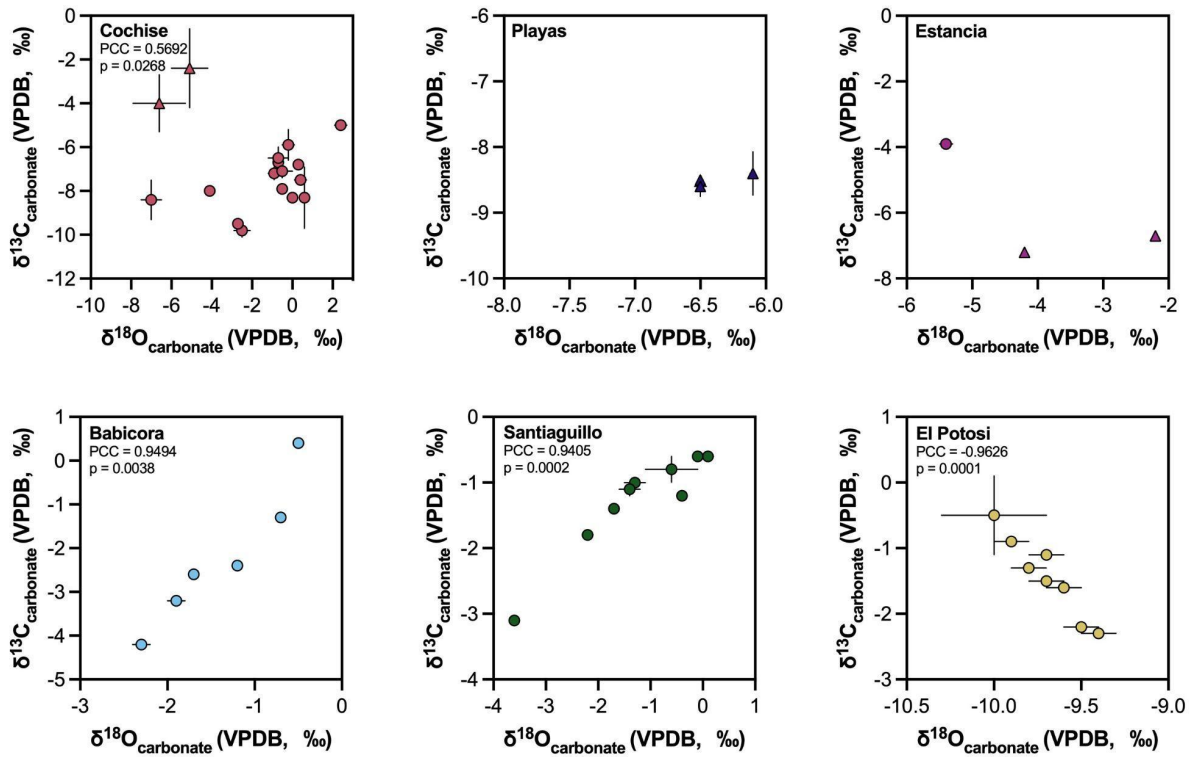 Cochise
PCC = 0.5692
p = 0.0268
0
-2
-4
-6
-8
-10
-12
-10 -8 -6 -4 -2 0 2
δ13Ccarbonate (VPDB, ‰)
δ18Ocarbonate (VPDB, ‰)
Playas
-6
-7
-8
-9
-10
-8.0 -7.5 -7.0 -6.5 -6.0
δ13Ccarbonate (VPDB, ‰)
δ18Ocarbonate (VPDB, ‰)
Estancia
0
-2
-4
-6
-8
-6 -5 -4 -3 -2
δ13Ccarbonate (VPDB, ‰)
δ18Ocarbonate (VPDB, ‰)
Babicora
PCC = 0.9494
p = 0.0038
1
0
-1
-2
-3
-4
-5
-3 -2 -1 0
δ13Ccarbonate (VPDB, ‰)
δ18Ocarbonate (VPDB, ‰)
Santiaguillo
PCC = 0.9405
p = 0.0002
0
-1
-2
-3
-4
-4 -3 -2 -1 0 1
δ13Ccarbonate (VPDB, ‰)
δ18Ocarbonate (VPDB, ‰)
El Potosi
PCC = -0.9626
p = 0.0001
1
0
-1
-2
-3
-10.5 -10.0 -9.5 -9.0
δ13Ccarbonate (VPDB, ‰)
δ18Ocarbonate (VPDB, ‰)